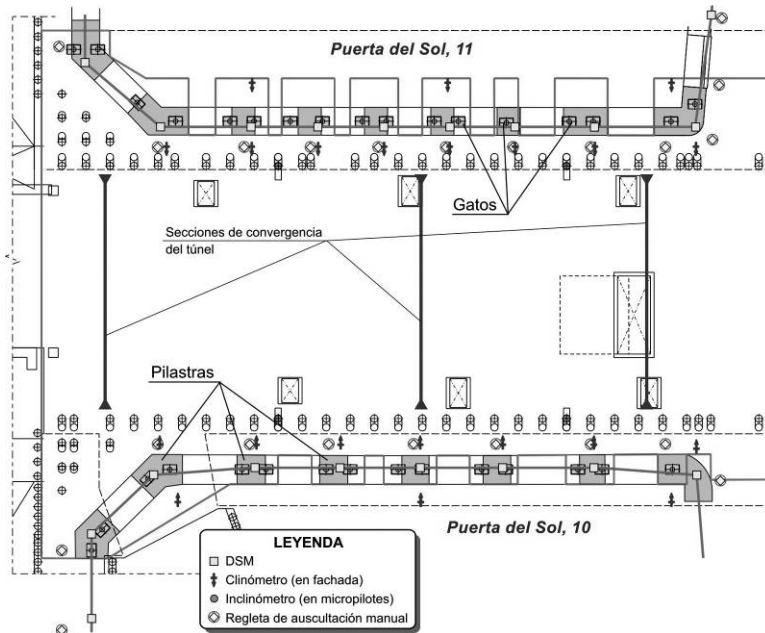 Puerta del Sol, 11
Gatos
Secciones de convergencia
del túnel
Pilastras
Puerta del Sol, 10
LEYENDA
DSM
Clinómetro (en fachada)
Inclinómetro (en micropilotes)
Regleta de auscultación manual